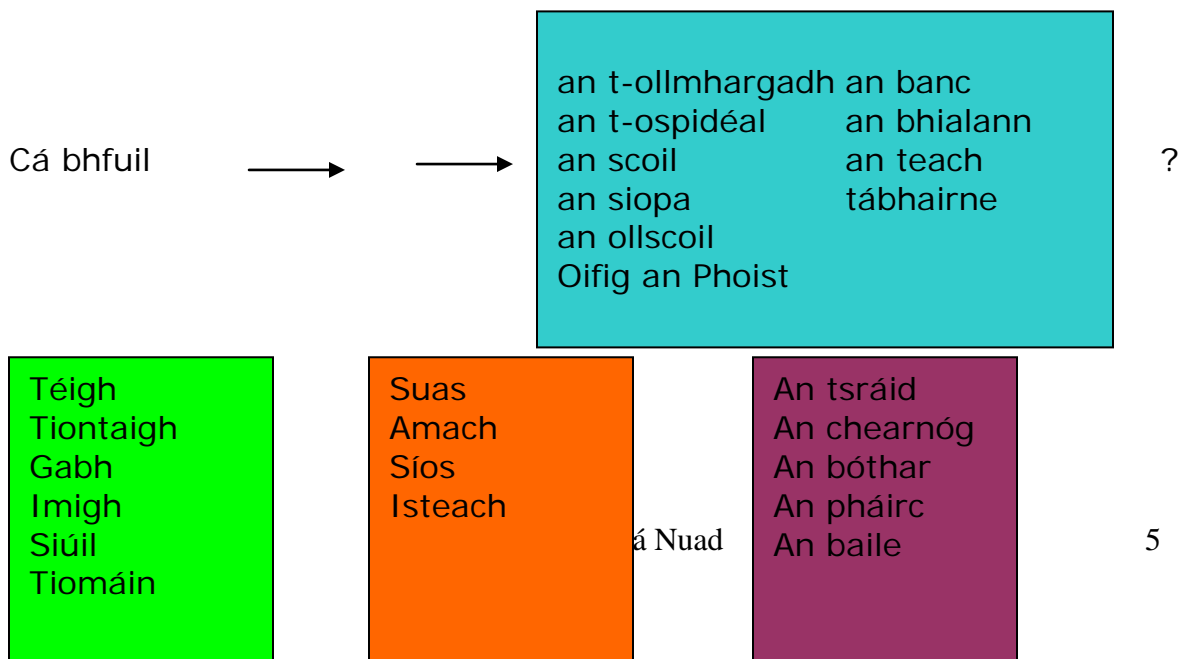 an t-ollmhargadh an banc
an t-ospidéal an bhialann
Cá bhfuil an scoil an teach ?
an siopa tábhairne
an ollscoil
Oifig an Phoist
Téigh Suas An tsráid
Tiontaigh Amach An chearnóg
Gabh Síos An bóthar
Imigh Isteach An pháirc
Siúil á Nuad An baile 5
Tiomáin